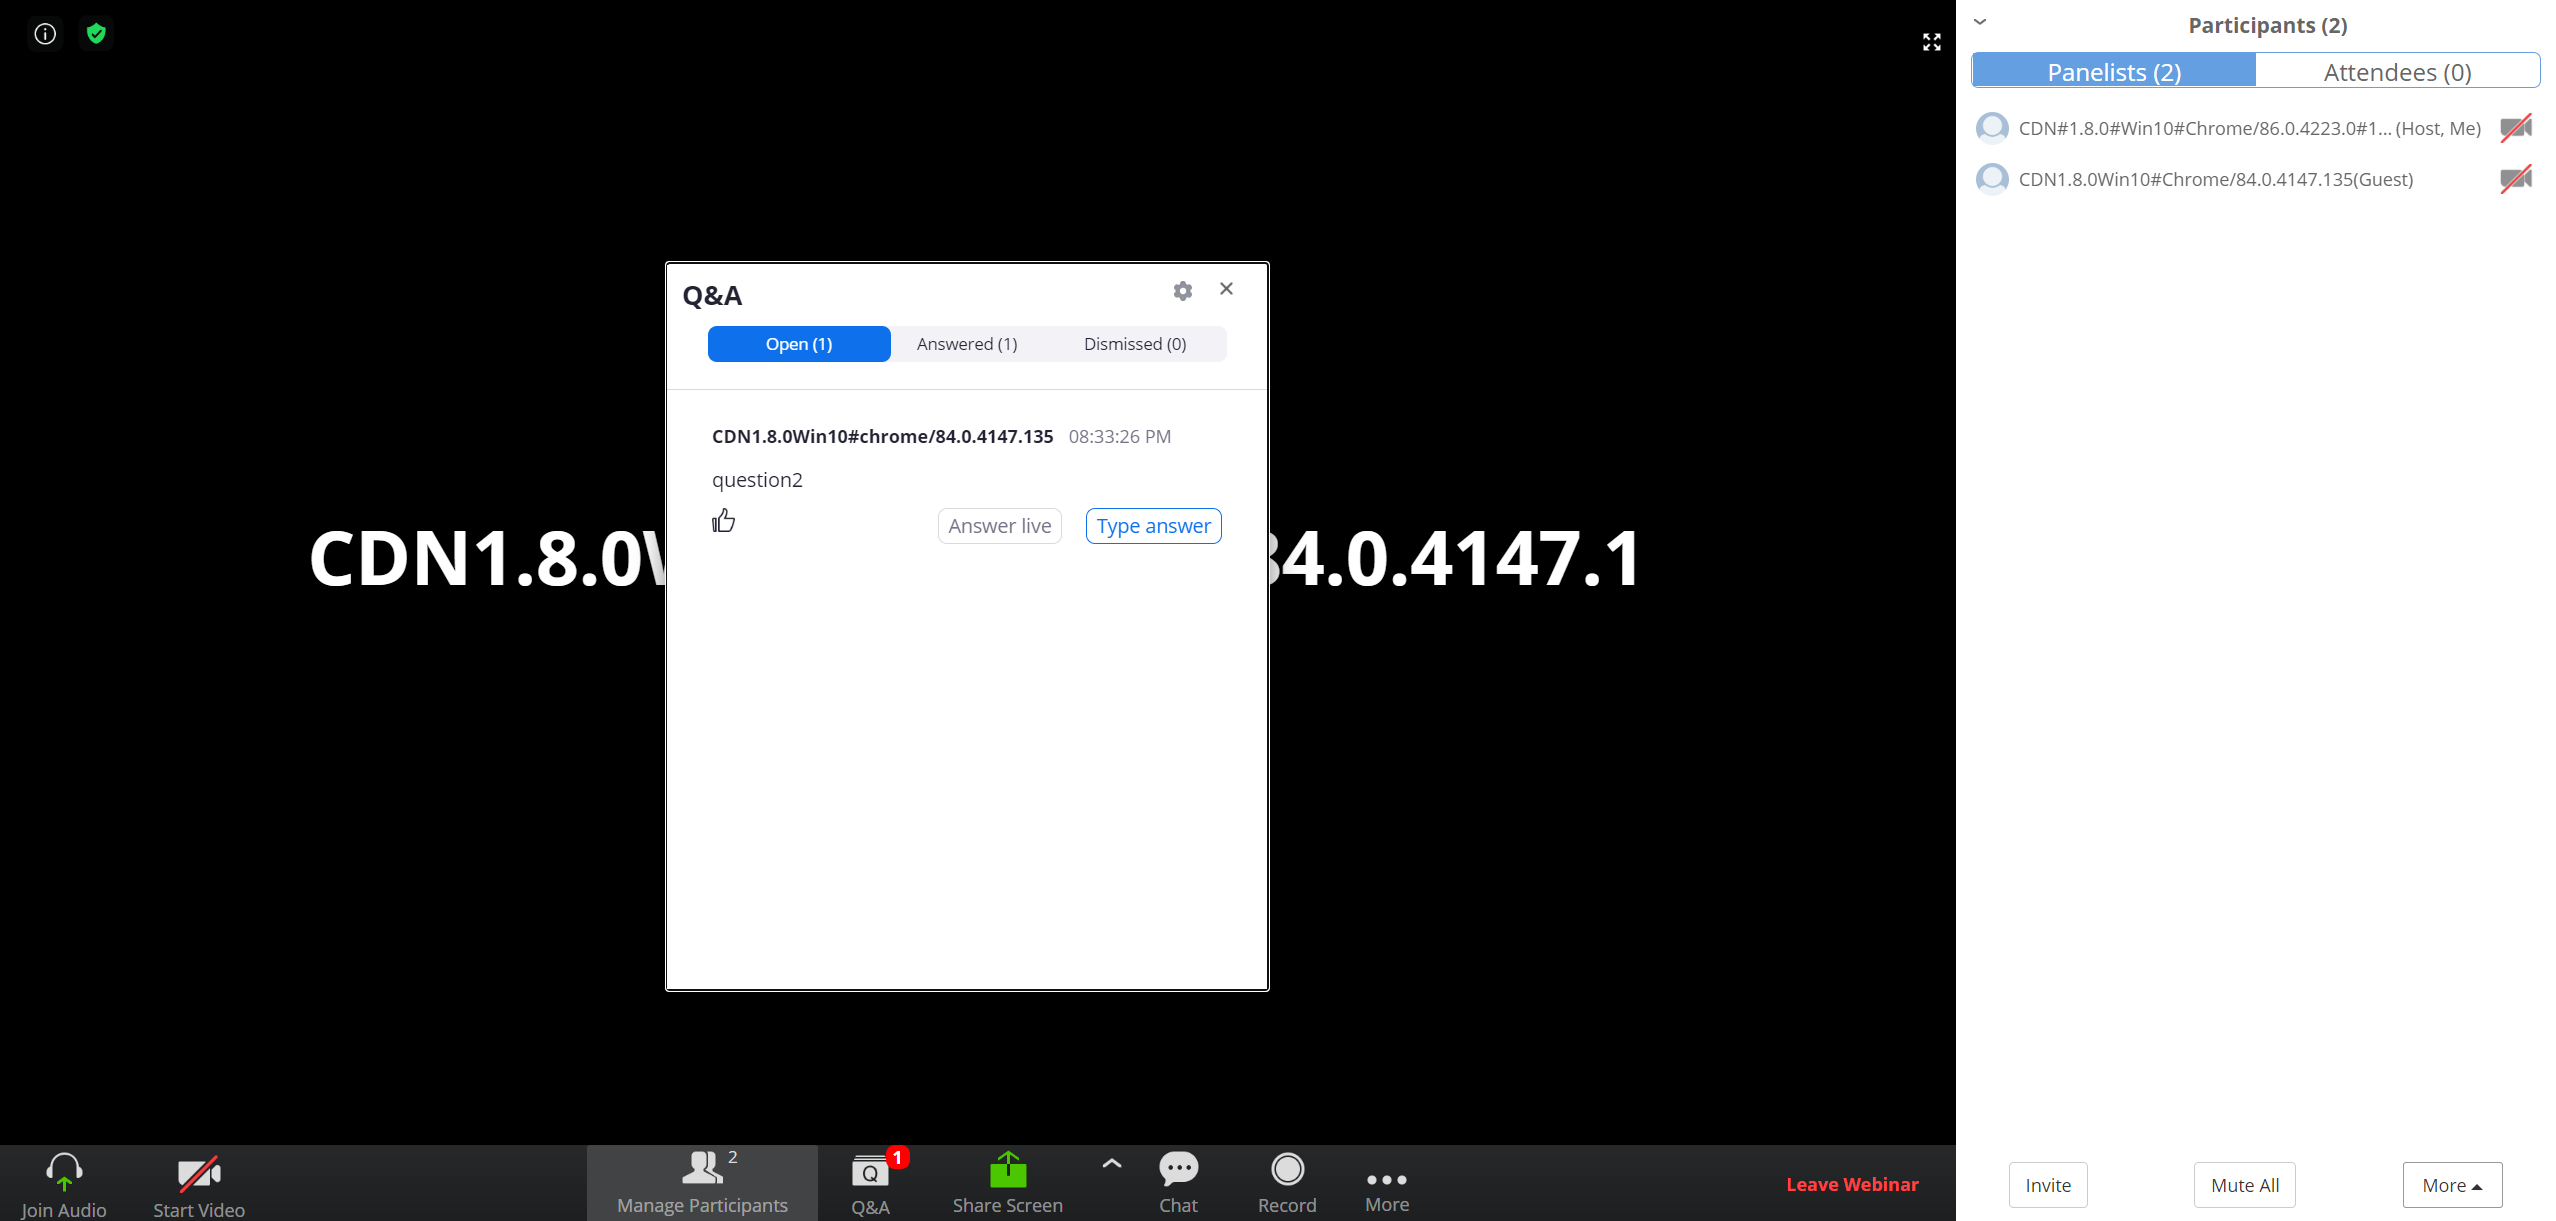 Participants (2)
Panelists (2) Attendees (0)
CDN#1.8.0#Win10#Chrome/86.0.4223.0#1... (Host, Me)
CDN1.8.0Win10#Chrome/84.0.4147.135(Guest)
Q&A
Open (1) Answered (1) Dismissed (0)
CDN1.8.0Win10#chrome/84.0.4147.135 08:33:26 PM
question2
Answer live Type answer
CDN1.8.0W 84.0.4147.1
Join Audio
Start Video
2
Manage Participants
Q
1
Q&A
Share Screen
Chat
Record
More
Leave Webinar
Invite
Mute All
More